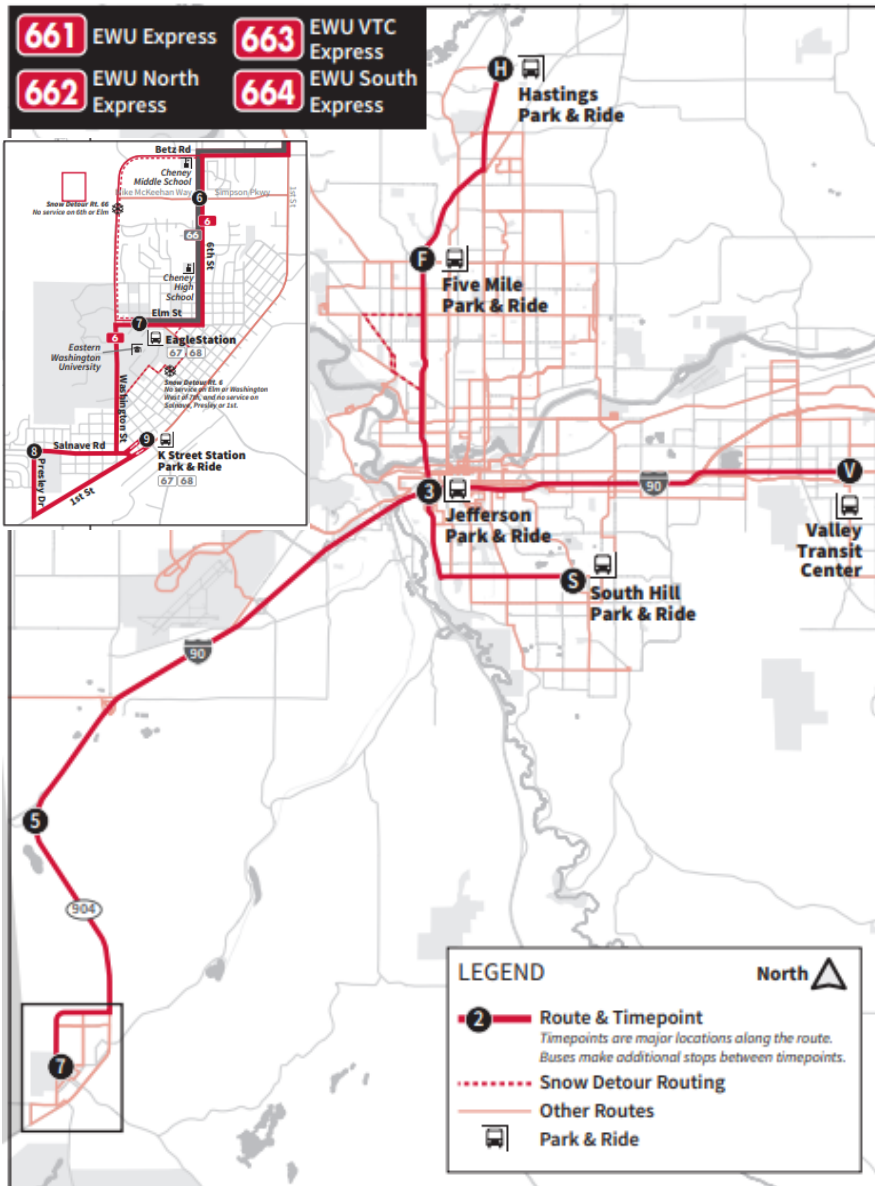 661 EWU Express
662 EWU North
Express
663 EWU VTC
Express
664 EWU South
Express
H
Hastings
Park & Ride
F
Five Mile
Park & Ride
3
Jefferson
Park & Ride
90
V
Valley
Transit
Center
S
South Hill
Park & Ride
90
5
904
7
Betz Rd
Cheney
Middle School
Mike McKeehan Way
Simpson Pkwy
1st St
Snow Detour Rt. 66
No service on 6th or Elm
6
6
66
6th St
Cheney
High
School
Elm St
7
6
EagleStation
67 68
Eastern
Washington
University
Snow Detour Rt. 6
No service on Elm or Washington
West of 7th, and no service on
Salnave, Presley or 1st.
Washington St
Salnave Rd
8
9
K Street Station
Park & Ride
67 68
Presley Dr
1st St
LEGEND
North
2 Route & Timepoint
Timepoints are major locations along the route.
Buses make additional stops between timepoints.
Snow Detour Routing
Other Routes
Park & Ride